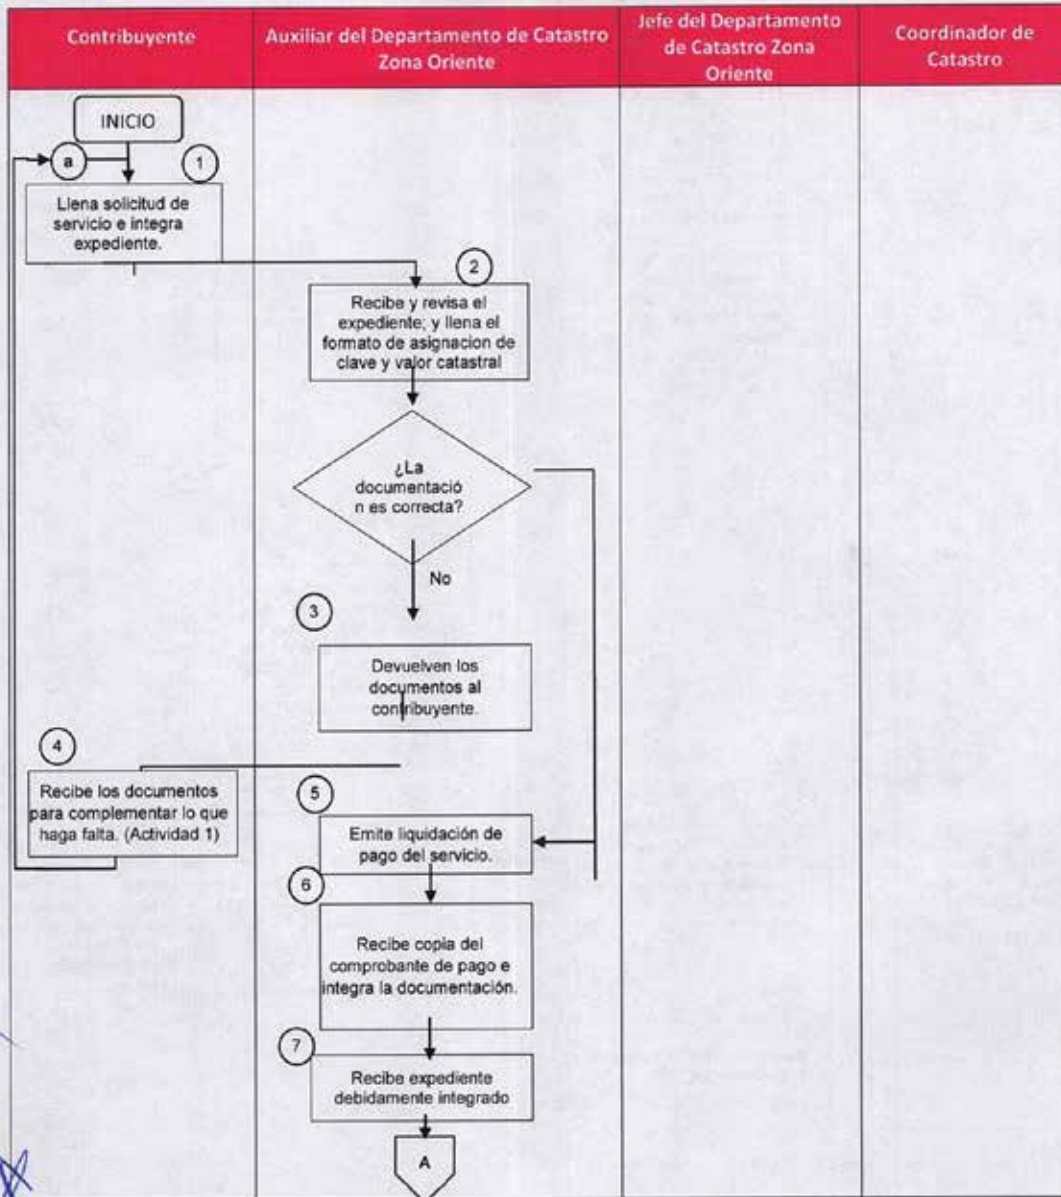 Contribuyente
Auxiliar del Departamento de Catastro
Zona Oriente
Jefe del Departamento
de Catastro Zona
Oriente
Coordinador de
Catastro
INICIO
a
1
Llena solicitud de
servicio e integra
expediente.
2
Recibe y revisa el
expediente; y llena el
formato de asignacion de
clave y valor catastral
¿La
documentació
n es correcta?
No
3
Devuelven los
documentos al
contribuyente.
4
Recibe los documentos
para complementar lo que
haga falta. (Actividad 1)
5
Emite liquidación de
pago del servicio.
6
Recibe copia del
comprobante de pago e
integra la documentación.
7
Recibe expediente
debidamente integrado
A